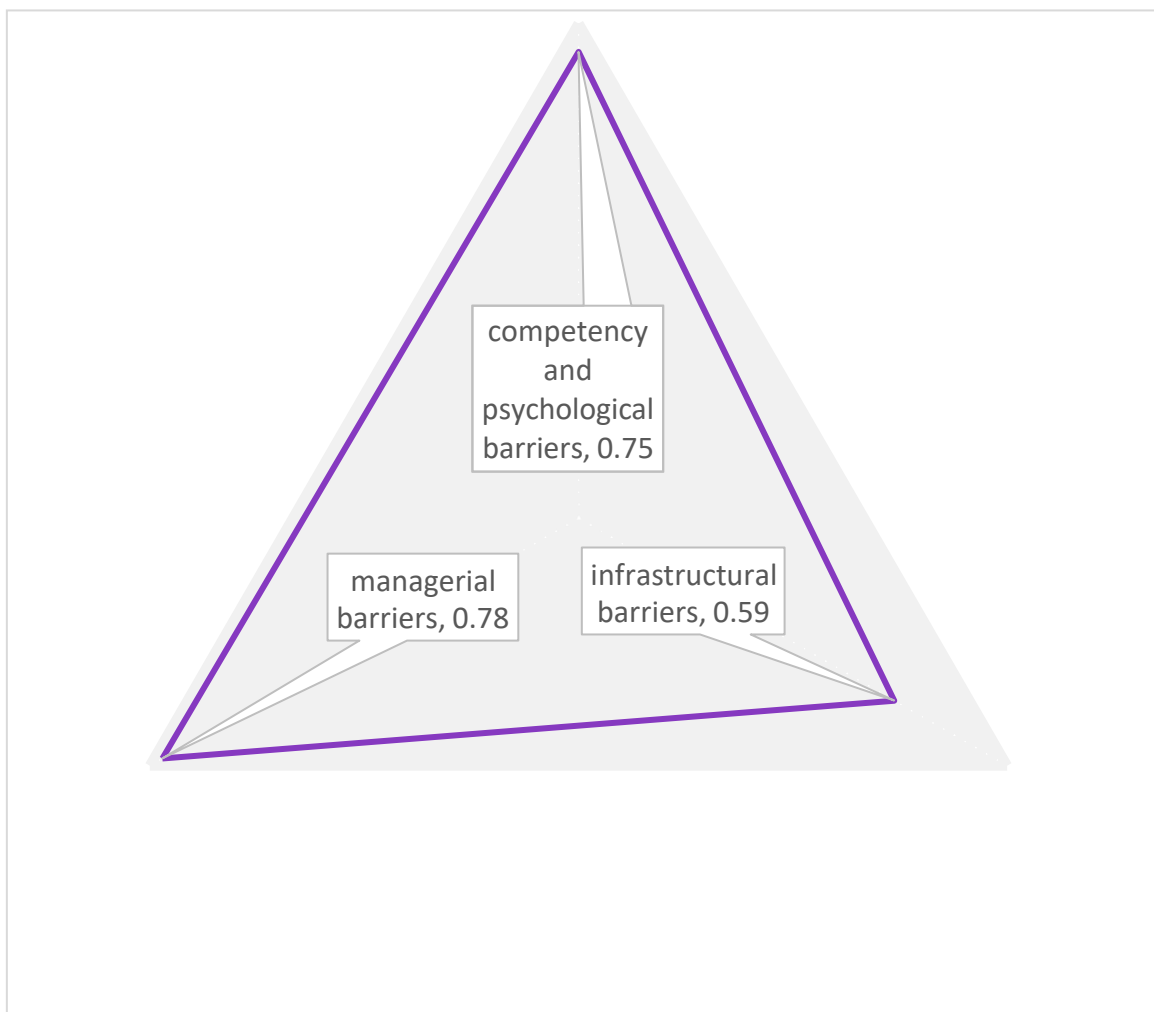 competency
and
psychological
barriers, 0.75
managerial
barriers, 0.78
infrastructural
barriers, 0.59